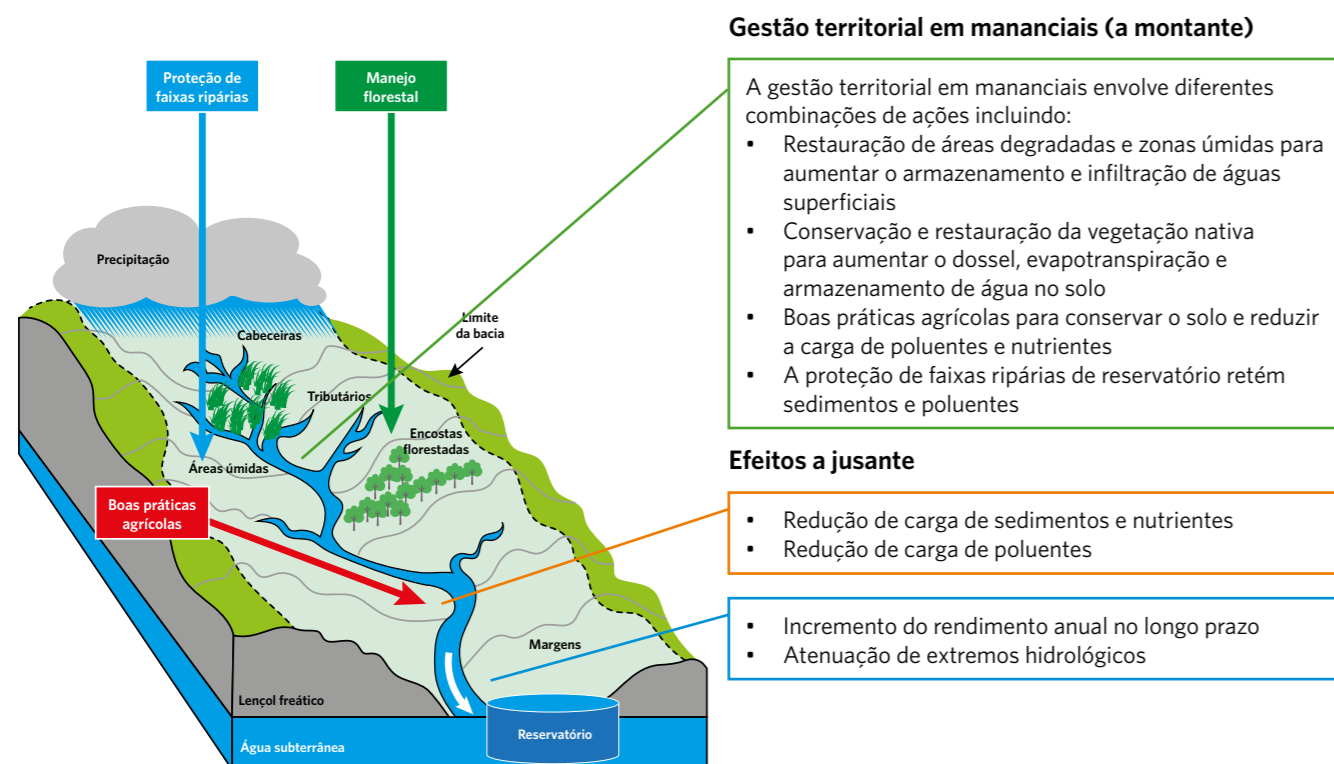 Gestão territorial em mananciais (a montante)
A gestão territorial em mananciais envolve diferentes
combinações de ações incluindo:
• Restauração de áreas degradadas e zonas úmidas para
aumentar o armazenamento e infiltração de águas
superficiais
• Conservação e restauração da vegetação nativa
para aumentar o dossel, evapotranspiração e
armazenamento de água no solo
• Boas práticas agrícolas para conservar o solo e reduzir
a carga de poluentes e nutrientes
• A proteção de faixas ripárias de reservatório retém
sedimentos e poluentes
Efeitos a jusante
• Redução de carga de sedimentos e nutrientes
• Redução de carga de poluentes
• Incremento do rendimento anual no longo prazo
• Atenuação de extremos hidrológicos
Proteção de
faixas ripárias
Manejo
florestal
Precipitação
Cabeceiras
Limite
da bacia
Tributários
Encostas
florestadas
Áreas úmidas
Boas práticas
agrícolas
Margens
Lençol freático
Reservatório
Água subterrânea